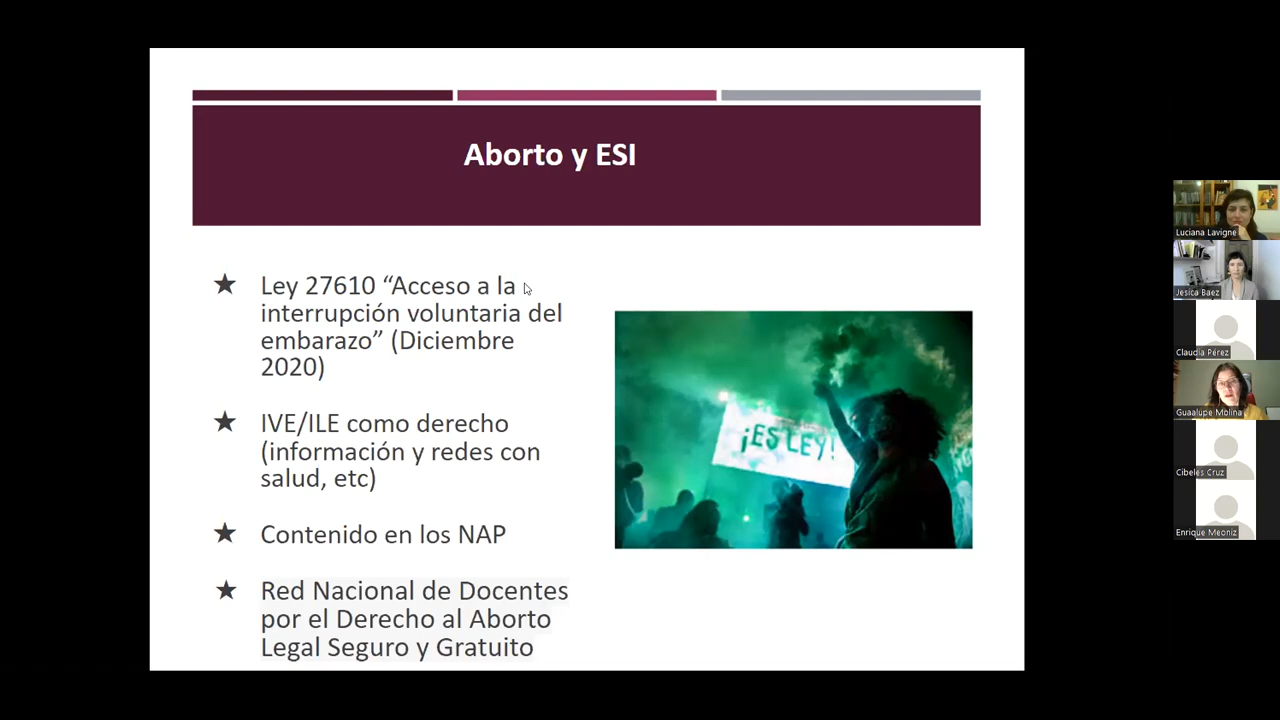 Aborto y ESI
★ Ley 27610 “Acceso a la
interrupción voluntaria del
embarazo” (Diciembre
2020)
★ IVE/ILE como derecho
(información y redes con
salud, etc)
★ Contenido en los NAP
★ Red Nacional de Docentes
por el Derecho al Aborto
Legal Seguro y Gratuito
¡ES LEY!
Luciana Lavigne
Jesica Baez
Claudia Pérez
Guaalupe Molina
Cibeles Cruz
Enrique Meoniz